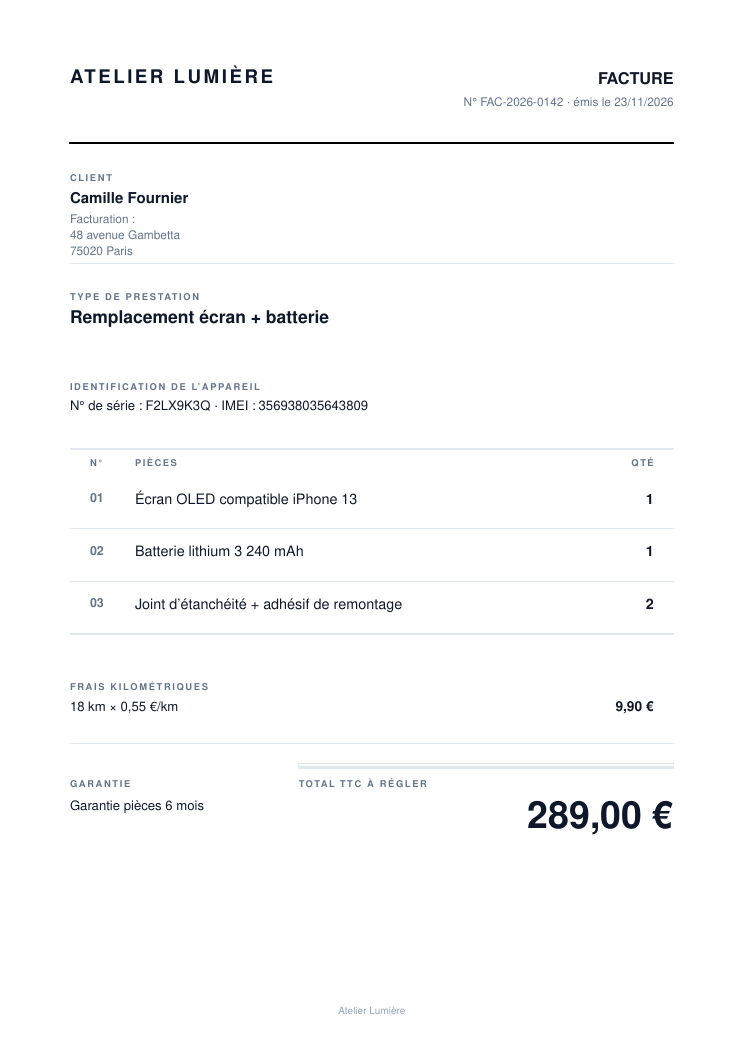 ATELIER LUMIÈRE
FACTURE
N° FAC-2026-0142 · émis le 23/11/2026
CLIENT
Camille Fournier
Facturation :
48 avenue Gambetta
75020 Paris
TYPE DE PRESTATION
Remplacement écran + batterie
IDENTIFICATION DE L’APPAREIL
N° de série : F2LX9K3Q · IMEI : 356938035643809
N° PIÈCES QTÉ
01 Écran OLED compatible iPhone 13 1
02 Batterie lithium 3 240 mAh 1
03 Joint d’étanchéité + adhésif de remontage 2
FRAIS KILOMÉTRIQUES
18 km × 0,55 €/km 9,90 €
GARANTIE
Garantie pièces 6 mois
TOTAL TTC À RÉGLER
289,00 €
Atelier Lumière